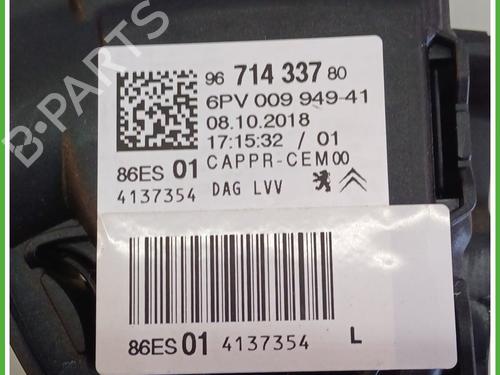 B-PARTS
96 714 337 80
6PV 009 949-41
08.10.2018
17:15:32 / 01
CAPPR-CEM00
86ES 01
4137354 DAG LVV
86ES 01 4137354 L